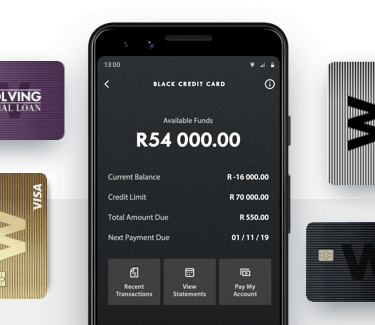 13:00
BLACK CREDIT CARD
Available Funds
R54 000.00
Current Balance R -16 000.00
Credit Limit R 70 000.00
Total Amount Due R 550.00
Next Payment Due 01 / 11 / 19
Recent
Transactions
View
Statements
Pay My
Account
OLVING
NAL LOAN
VISA
W
W
W